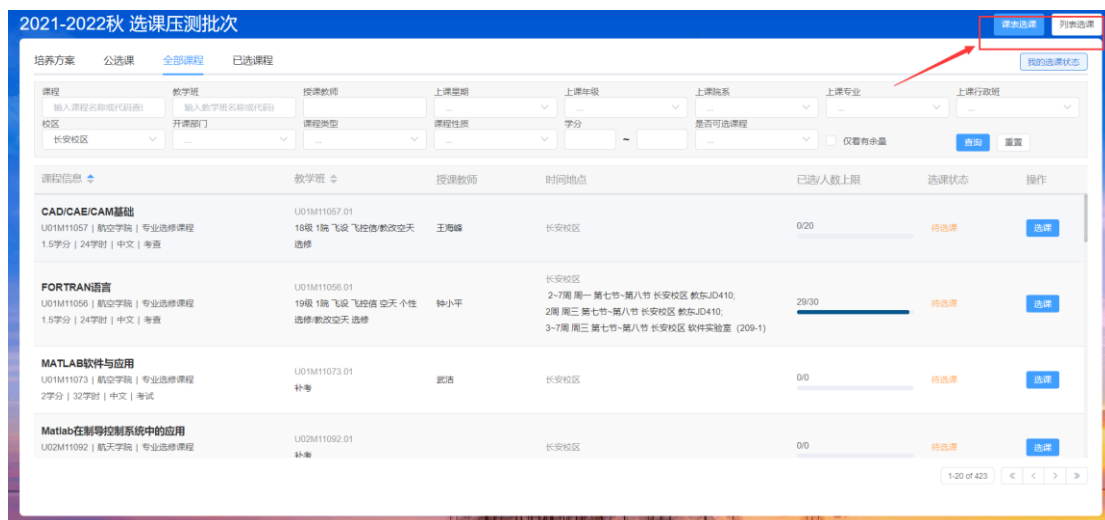 2021-2022秋 选课压测批次
课表选课 列表选课
培养方案 公选课 全部课程 已选课程
我的选课状态
课程 教学班 授课教师 上课星期 上课年级 上课院系 上课专业 上课行政班
输入课程名称或代码查 输入教学班名称或代码 ... ... ... ... ...
校区 开课部门 课程类型 课程性质 学分 是否可选课程
长安校区 ... ... ... ~ ... 仅看有余量 查询 重置
课程信息 教学班 授课教师 时间地点 已选/人数上限 选课状态 操作
CAD/CAE/CAM基础
U01M11057 | 航空学院 | 专业选修课程
1.5学分 | 24学时 | 中文 | 考查
U01M11057.01
18级 1院 飞设 飞控信/教改空天
选修
王海峰
长安校区
0/20
待选课
选课
FORTRAN语言
U01M11056 | 航空学院 | 专业选修课程
1.5学分 | 24学时 | 中文 | 考查
U01M11056.01
19级 1院 飞设 飞控信 空天 个性
选修/教改空天 选修
钟小平
长安校区
2~7周 周一 第七节~第八节 长安校区 教东JD410;
2周 周三 第七节~第八节 长安校区 教东JD410;
3~7周 周三 第七节~第八节 长安校区 软件实验室 (209-1)
29/30
待选课
选课
MATLAB软件与应用
U01M11073 | 航空学院 | 专业选修课程
2学分 | 32学时 | 中文 | 考试
U01M11073.01
补考
武洁
长安校区
0/0
待选课
选课
Matlab在制导控制系统中的应用
U02M11092 | 航天学院 | 专业选修课程
U02M11092.01
补考
长安校区
0/0
待选课
选课
1-20 of 423